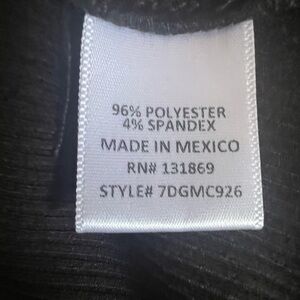 96% POLYESTER
4% SPANDEX
MADE IN MEXICO
RN# 131869
STYLE# 7DGMC926